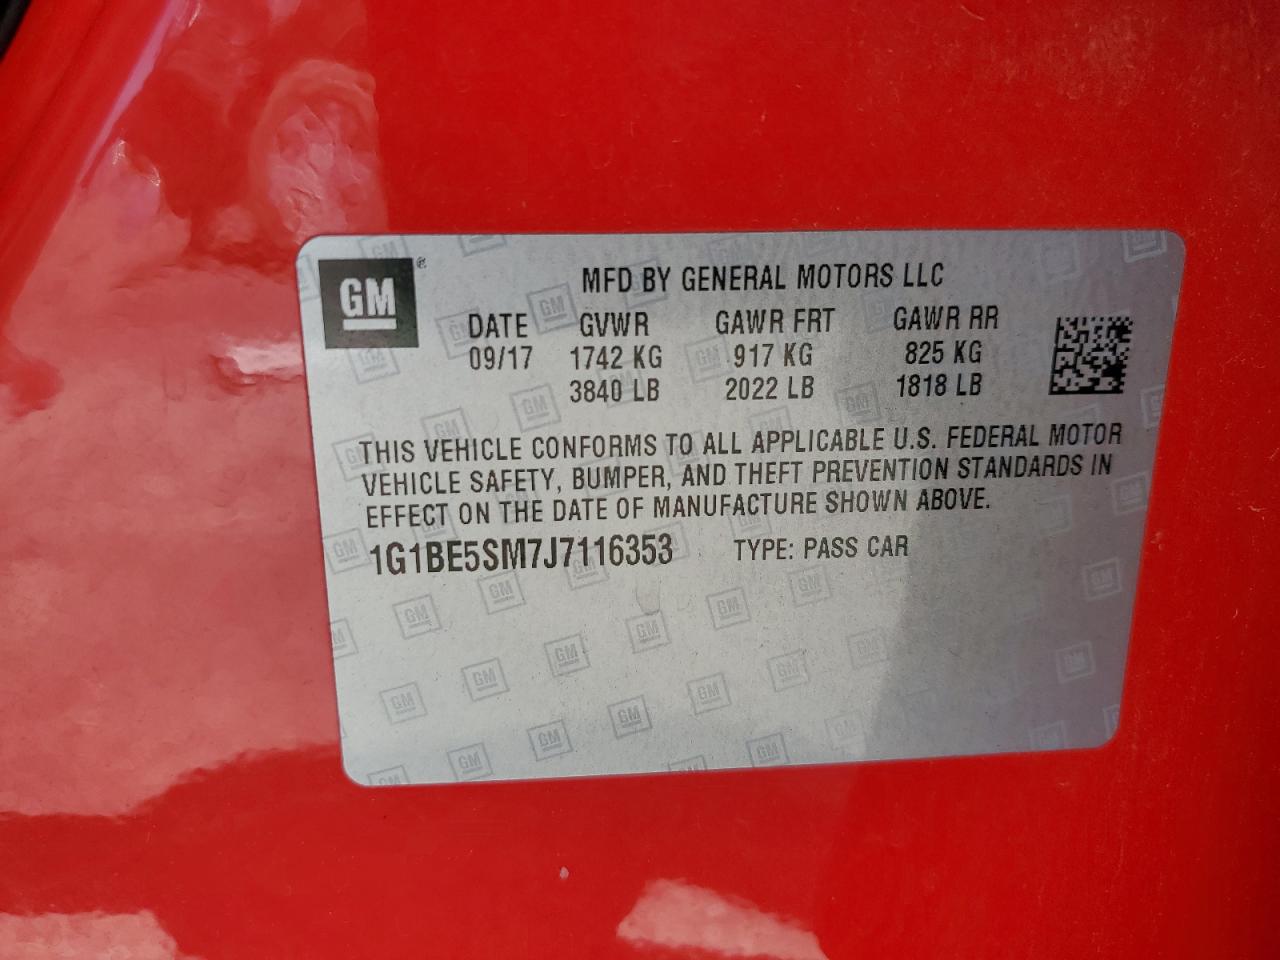 GM®
MFD BY GENERAL MOTORS LLC
DATE GVWR GAWR FRT GAWR RR
09/17 1742 KG 917 KG 825 KG
3840 LB 2022 LB 1818 LB
THIS VEHICLE CONFORMS TO ALL APPLICABLE U.S. FEDERAL MOTOR
VEHICLE SAFETY, BUMPER, AND THEFT PREVENTION STANDARDS IN
EFFECT ON THE DATE OF MANUFACTURE SHOWN ABOVE.
1G1BE5SM7J7116353 TYPE: PASS CAR